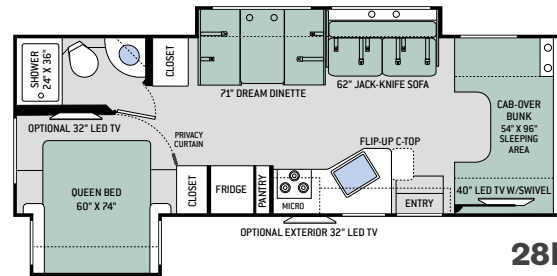 SHOWER
24" X 36"
CLOSET
71" DREAM DINETTE
62" JACK-KNIFE SOFA
CAB-OVER
BUNK
54" X 96"
SLEEPING
AREA
OPTIONAL 32" LED TV
PRIVACY
CURTAIN
FLIP-UP C-TOP
QUEEN BED
60" X 74"
CLOSET
FRIDGE
PANTRY
MICRO
ENTRY
40" LED TV W/SWIVEL
OPTIONAL EXTERIOR 32" LED TV